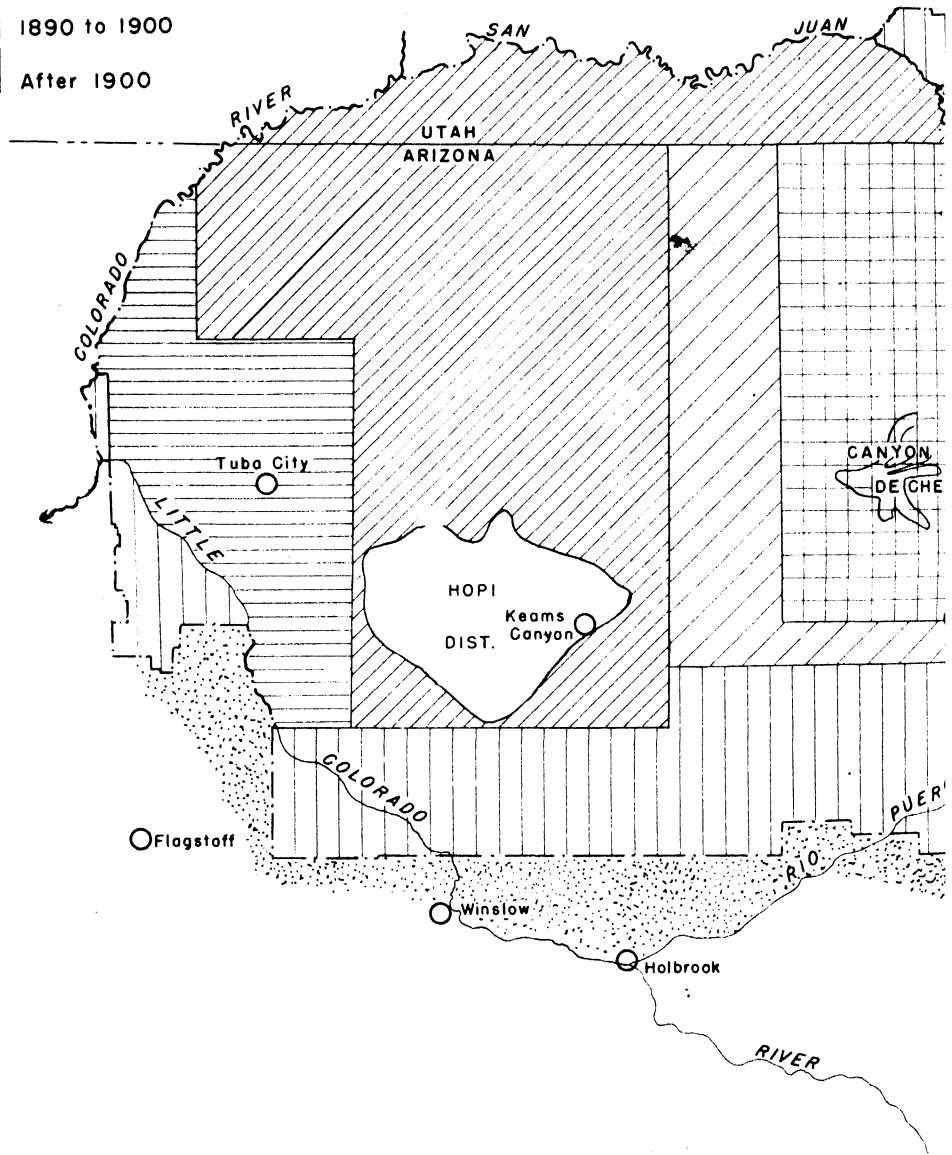 1890 to 1900
After 1900
SAN
JUAN
RIVER
UTAH
ARIZONA
COLORADO
Tuba City
CANYON
DE CHE
LITTLE
HOPI
Keams
Canyon
DIST.
COLORADO
PUER
Flagstaff
RIO
Winslow
Holbrook
RIVER